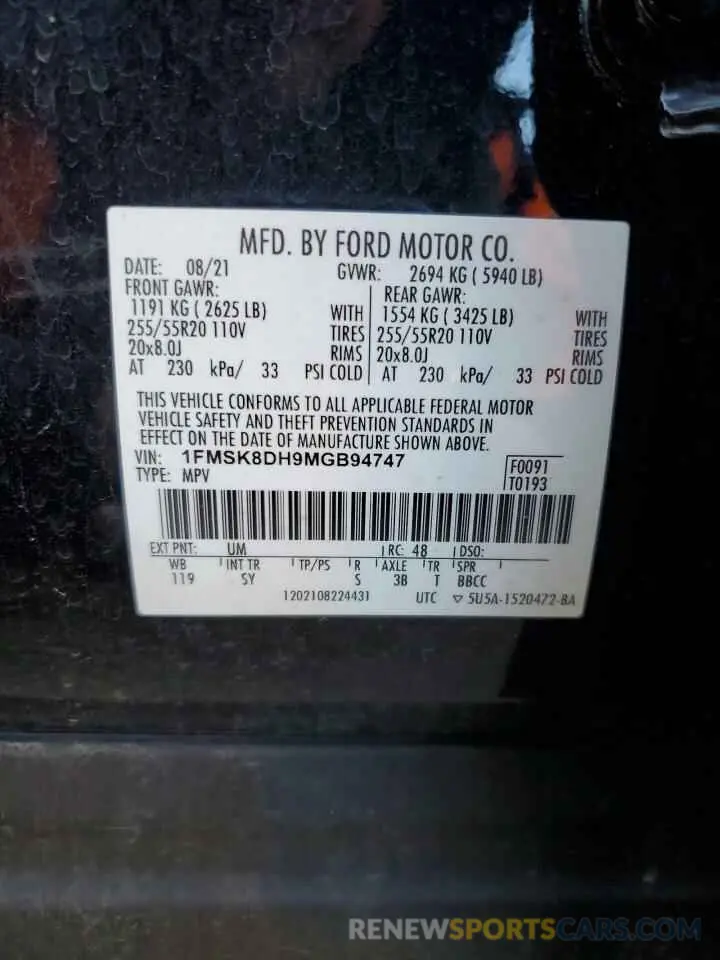 MFD. BY FORD MOTOR CO.
DATE: 08/21 GVWR: 2694 KG ( 5940 LB)
FRONT GAWR: REAR GAWR:
1191 KG ( 2625 LB) WITH 1554 KG ( 3425 LB) WITH
255/55R20 110V TIRES 255/55R20 110V TIRES
20x8.0J RIMS 20x8.0J RIMS
AT 230 kPa/ 33 PSI COLD AT 230 kPa/ 33 PSI COLD
THIS VEHICLE CONFORMS TO ALL APPLICABLE FEDERAL MOTOR
VEHICLE SAFETY AND THEFT PREVENTION STANDARDS IN
EFFECT ON THE DATE OF MANUFACTURE SHOWN ABOVE.
VIN: 1FMSK8DH9MGB94747 F0091
TYPE: MPV T0193
EXT PNT: UM RC: 48 DSO:
WB INT TR TP/PS R AXLE TR SPR
119 SY S 3B T BBCC
1202108224431 UTC ▽ 5U5A-1520472-BA
RENEWSPORTSCARS.COM